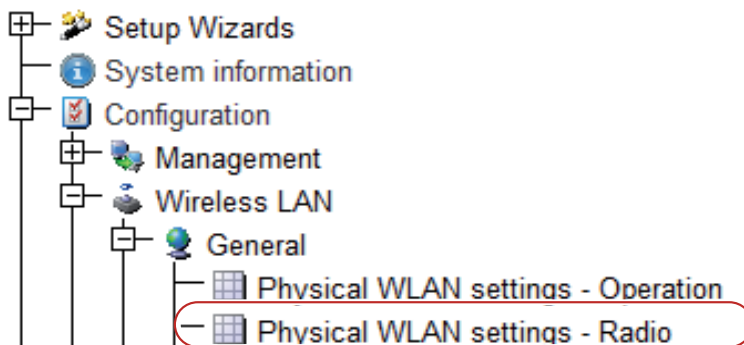 Setup Wizards
System information
Configuration
Management
Wireless LAN
General
Physical WLAN settings - Operation
Physical WLAN settings - Radio